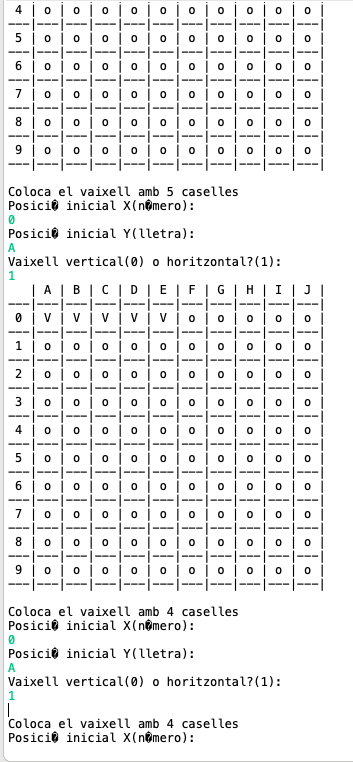 4 | o | o | o | o | o | o | o | o | o | o |
---|---|---|---|---|---|---|---|---|---|---|
5 | o | o | o | o | o | o | o | o | o | o |
---|---|---|---|---|---|---|---|---|---|---|
6 | o | o | o | o | o | o | o | o | o | o |
---|---|---|---|---|---|---|---|---|---|---|
7 | o | o | o | o | o | o | o | o | o | o |
---|---|---|---|---|---|---|---|---|---|---|
8 | o | o | o | o | o | o | o | o | o | o |
---|---|---|---|---|---|---|---|---|---|---|
9 | o | o | o | o | o | o | o | o | o | o |
---|---|---|---|---|---|---|---|---|---|---|
Coloca el vaixell amb 5 caselles
Posici� inicial X(n�mero):
0
Posici� inicial Y(lletra):
A
Vaixell vertical(0) o horitzontal?(1):
1
| A | B | C | D | E | F | G | H | I | J |
---|---|---|---|---|---|---|---|---|---|---|
0 | V | V | V | V | V | o | o | o | o | o |
---|---|---|---|---|---|---|---|---|---|---|
1 | o | o | o | o | o | o | o | o | o | o |
---|---|---|---|---|---|---|---|---|---|---|
2 | o | o | o | o | o | o | o | o | o | o |
---|---|---|---|---|---|---|---|---|---|---|
3 | o | o | o | o | o | o | o | o | o | o |
---|---|---|---|---|---|---|---|---|---|---|
4 | o | o | o | o | o | o | o | o | o | o |
---|---|---|---|---|---|---|---|---|---|---|
5 | o | o | o | o | o | o | o | o | o | o |
---|---|---|---|---|---|---|---|---|---|---|
6 | o | o | o | o | o | o | o | o | o | o |
---|---|---|---|---|---|---|---|---|---|---|
7 | o | o | o | o | o | o | o | o | o | o |
---|---|---|---|---|---|---|---|---|---|---|
8 | o | o | o | o | o | o | o | o | o | o |
---|---|---|---|---|---|---|---|---|---|---|
9 | o | o | o | o | o | o | o | o | o | o |
---|---|---|---|---|---|---|---|---|---|---|
Coloca el vaixell amb 4 caselles
Posici� inicial X(n�mero):
0
Posici� inicial Y(lletra):
A
Vaixell vertical(0) o horitzontal?(1):
1
Coloca el vaixell amb 4 caselles
Posici� inicial X(n�mero):